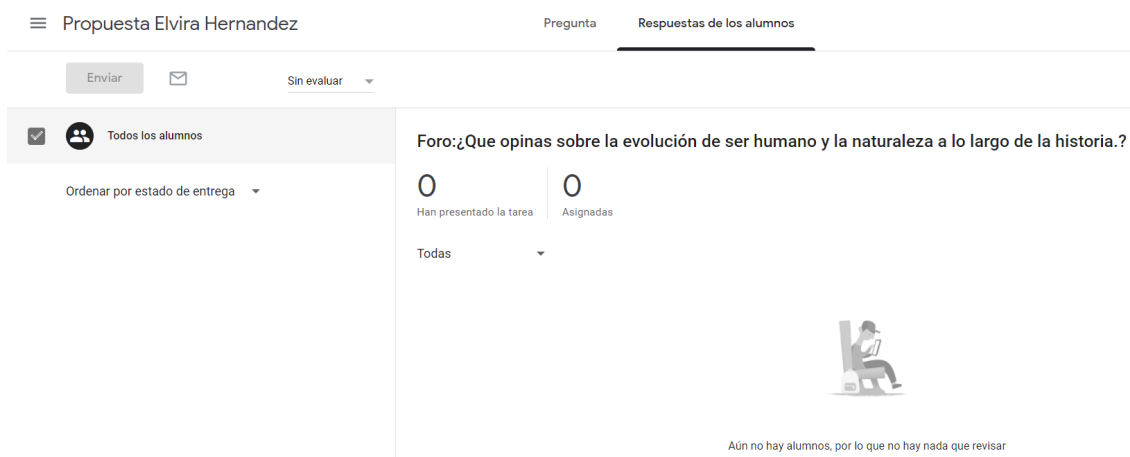 Propuesta Elvira Hernandez
Pregunta
Respuestas de los alumnos
Enviar
Sin evaluar
Todos los alumnos
Ordenar por estado de entrega
Foro:¿Que opinas sobre la evolución de ser humano y la naturaleza a lo largo de la historia.?
0
0
Han presentado la tarea
Asignadas
Todas
Aún no hay alumnos, por lo que no hay nada que revisar